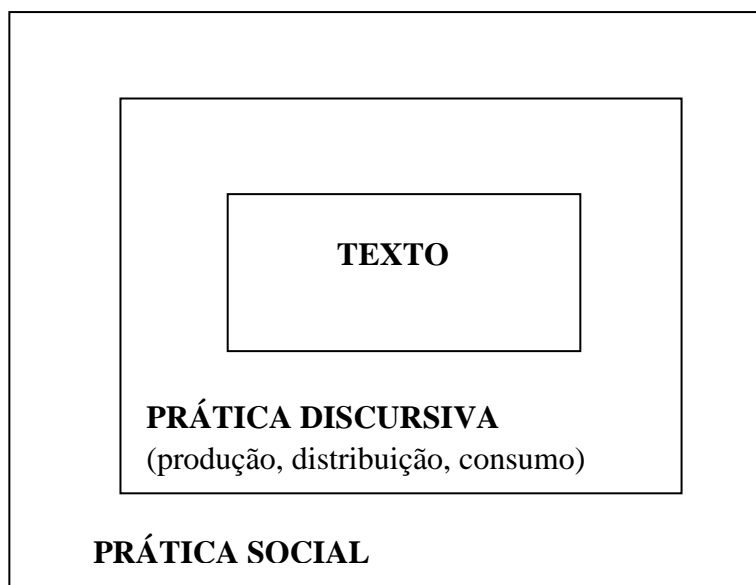 TEXTO
PRÁTICA DISCURSIVA
(produção, distribuição, consumo)
PRÁTICA SOCIAL